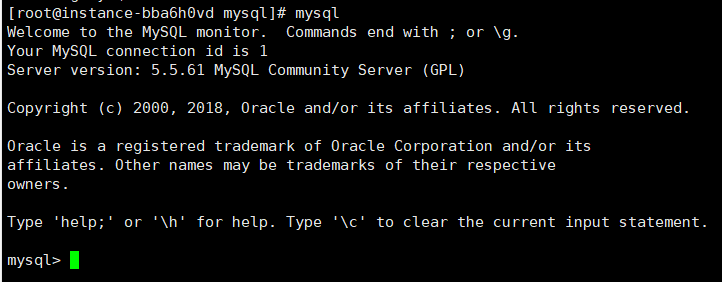 [root@instance-bba6h0vd mysql]# mysql
Welcome to the MySQL monitor.  Commands end with ; or \g.
Your MySQL connection id is 1
Server version: 5.5.61 MySQL Community Server (GPL)
Copyright (c) 2000, 2018, Oracle and/or its affiliates. All rights reserved.
Oracle is a registered trademark of Oracle Corporation and/or its
affiliates. Other names may be trademarks of their respective
owners.
Type 'help;' or '\h' for help. Type '\c' to clear the current input statement.
mysql>